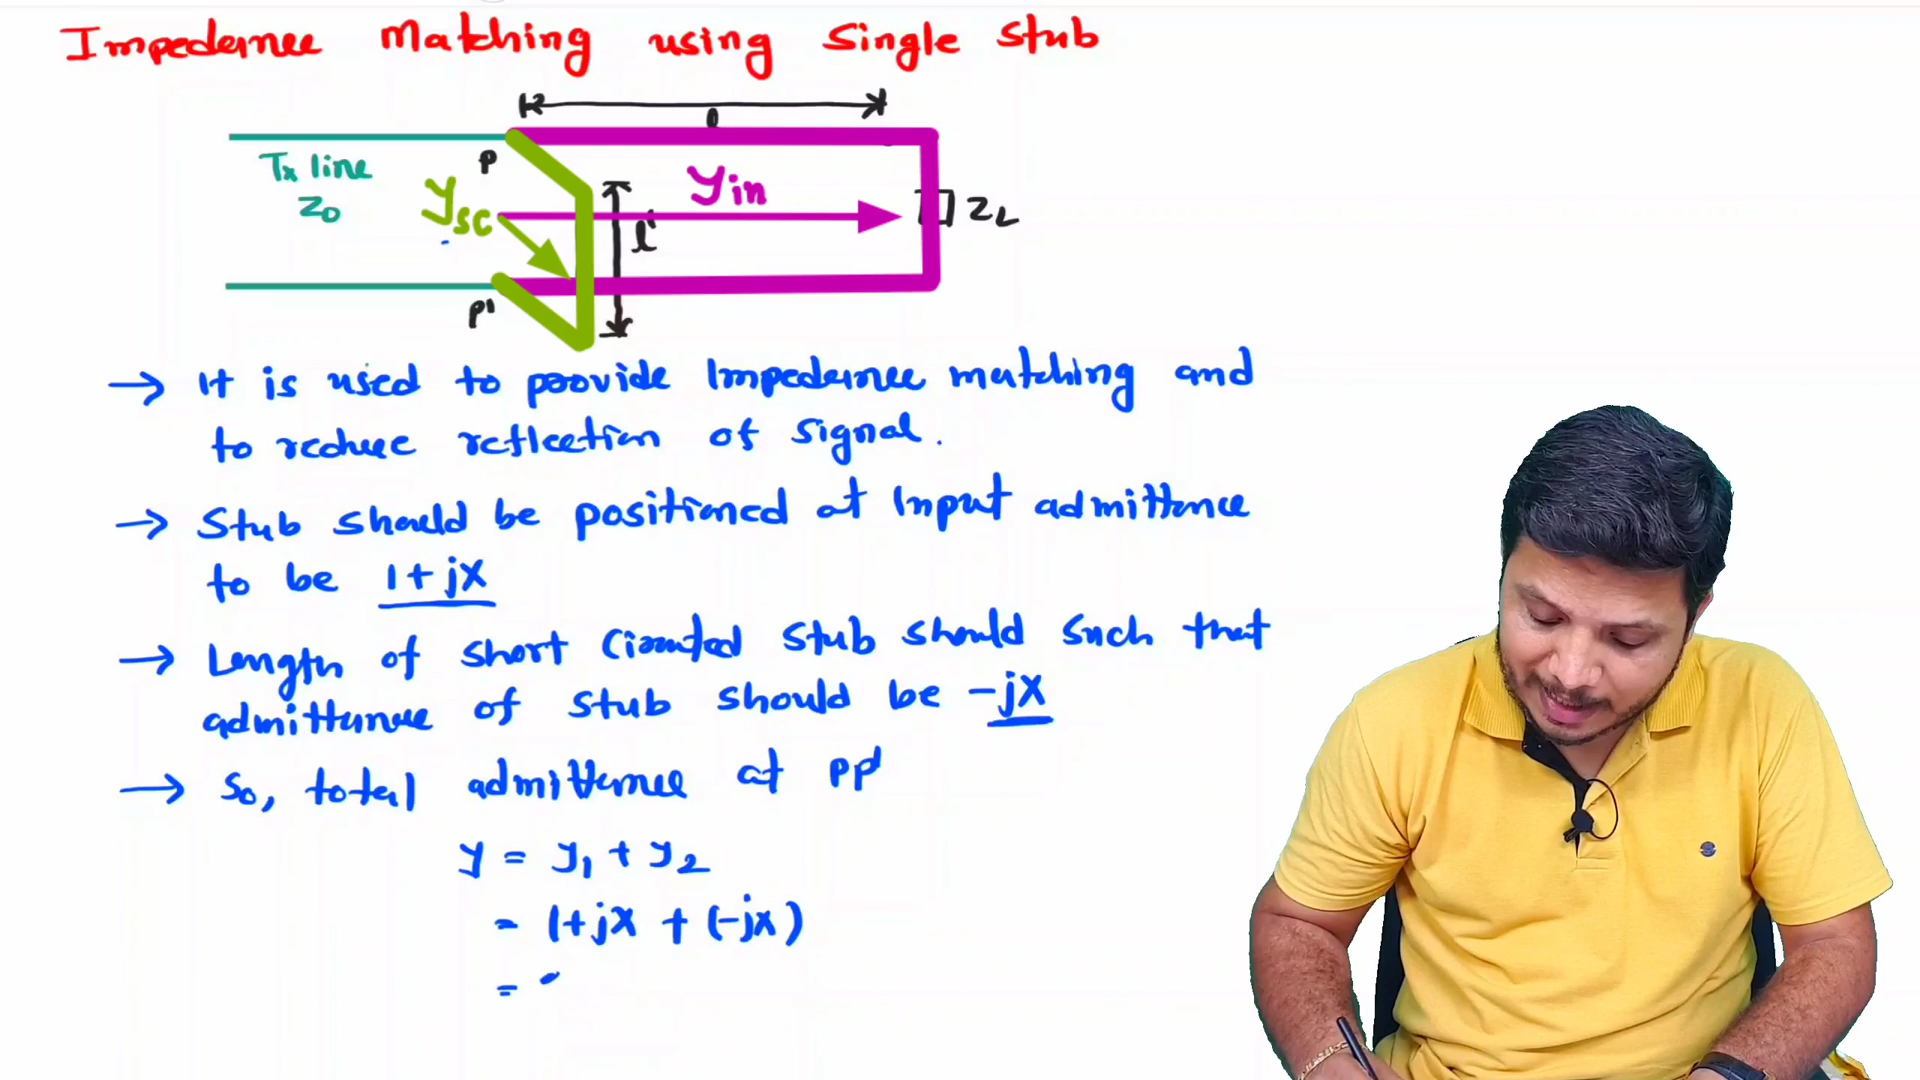 Impedance Matching using Single Stub
l
P
Tx line
Z0
Ysc
Yin
l'
ZL
P'
→ It is used to provide Impedance matching and
to reduce reflection of signal.
→ Stub should be positioned at Input admittance
to be 1+jX
→ Length of short Circuited Stub should such that
admittance of stub should be -jX
→ So, total admittance at PP'
y = y1 + y2
= 1+jX + (-jX)
=